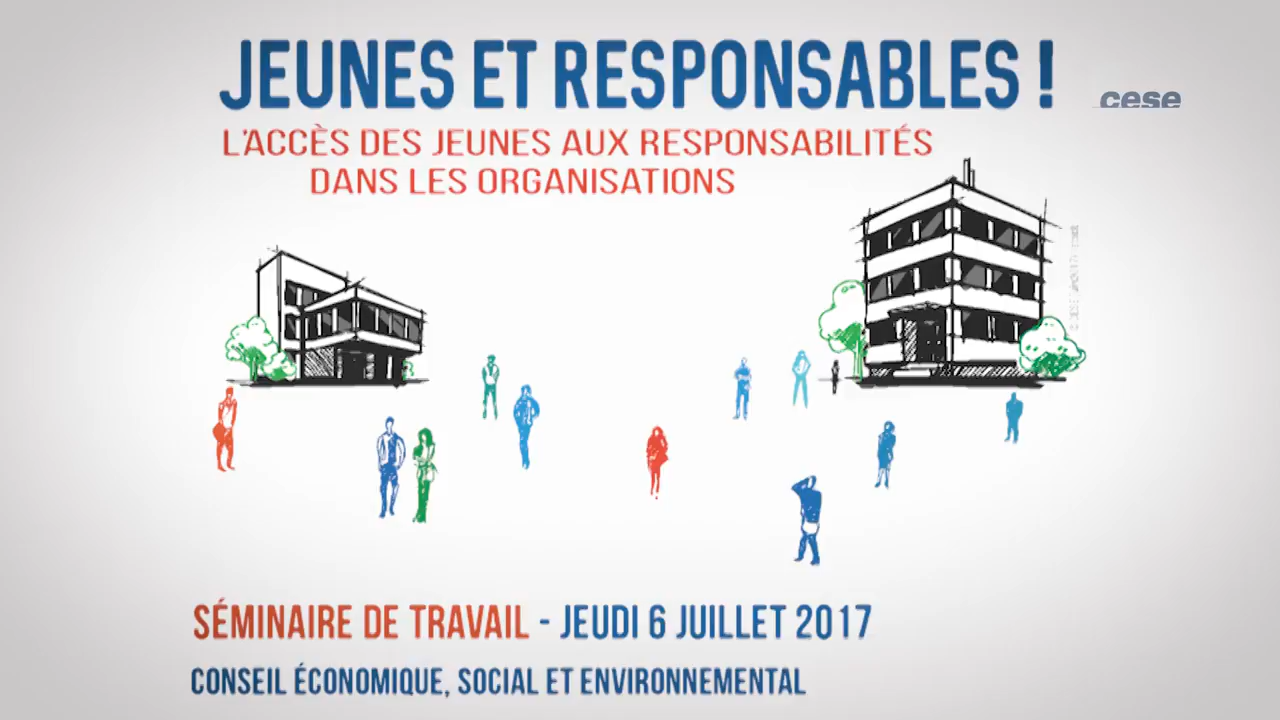 JEUNES ET RESPONSABLES !
cese
L'ACCÈS DES JEUNES AUX RESPONSABILITÉS
DANS LES ORGANISATIONS
SÉMINAIRE DE TRAVAIL - JEUDI 6 JUILLET 2017
CONSEIL ÉCONOMIQUE, SOCIAL ET ENVIRONNEMENTAL